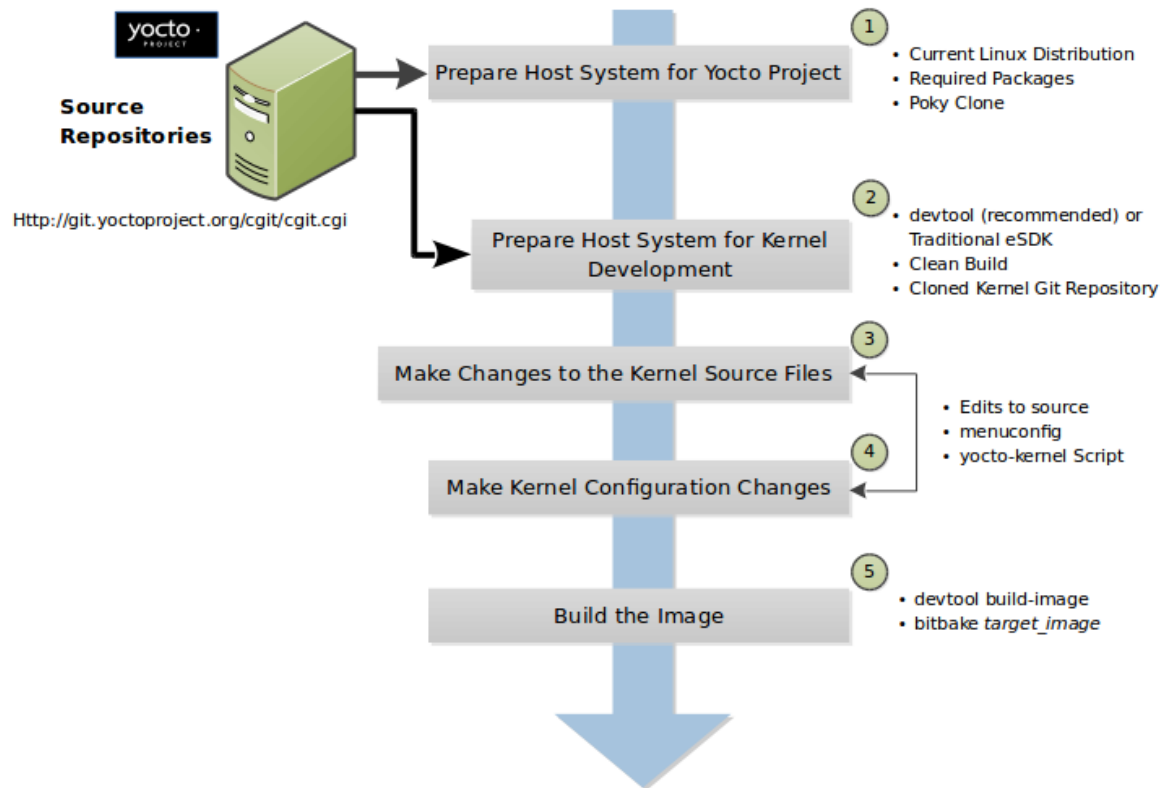 yocto ·
PROJECT
Source
Repositories
Http://git.yoctoproject.org/cgit/cgit.cgi
1
Prepare Host System for Yocto Project
• Current Linux Distribution
• Required Packages
• Poky Clone
2
Prepare Host System for Kernel
Development
• devtool (recommended) or
Traditional eSDK
• Clean Build
• Cloned Kernel Git Repository
3
Make Changes to the Kernel Source Files
• Edits to source
• menuconfig
• yocto-kernel Script
4
Make Kernel Configuration Changes
5
Build the Image
• devtool build-image
• bitbake target_image